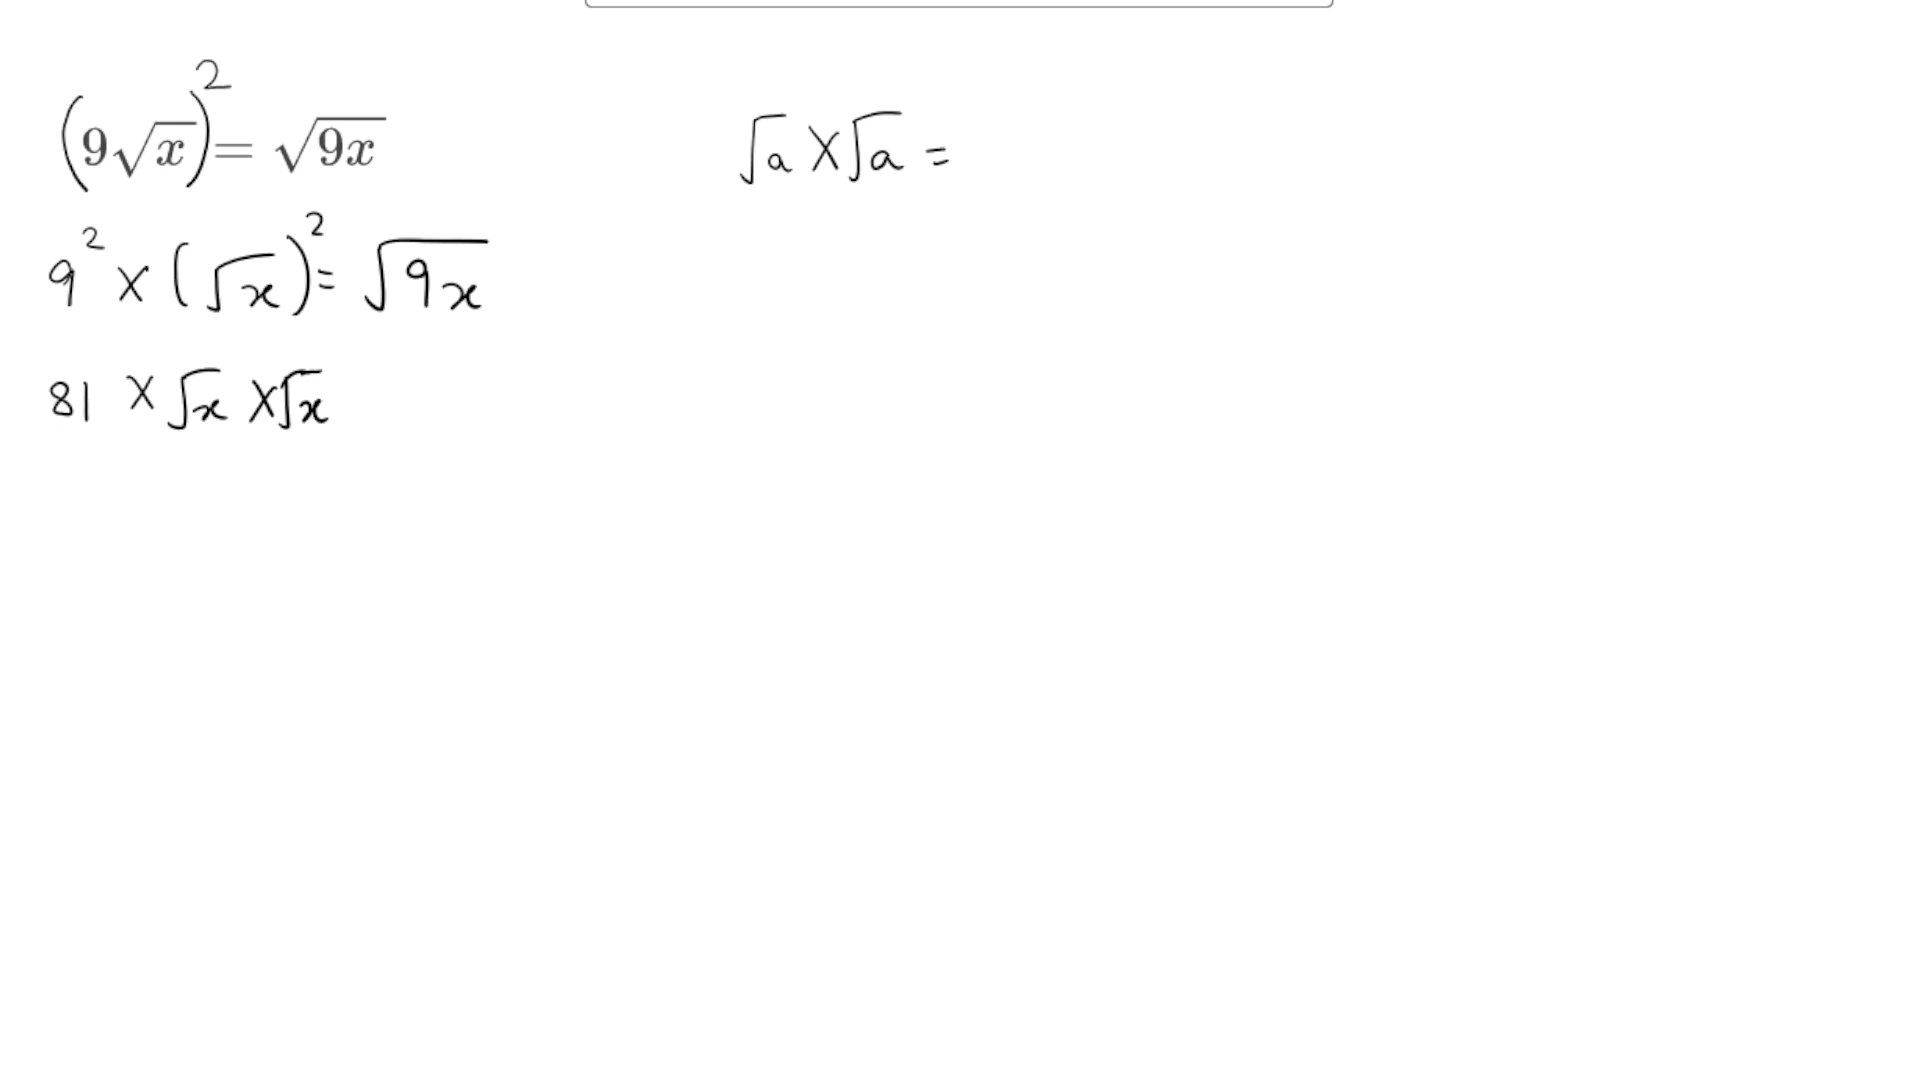 (9√x)² = √9x
9² × (√x)² = √9x
81 × √x × √x
√a × √a =